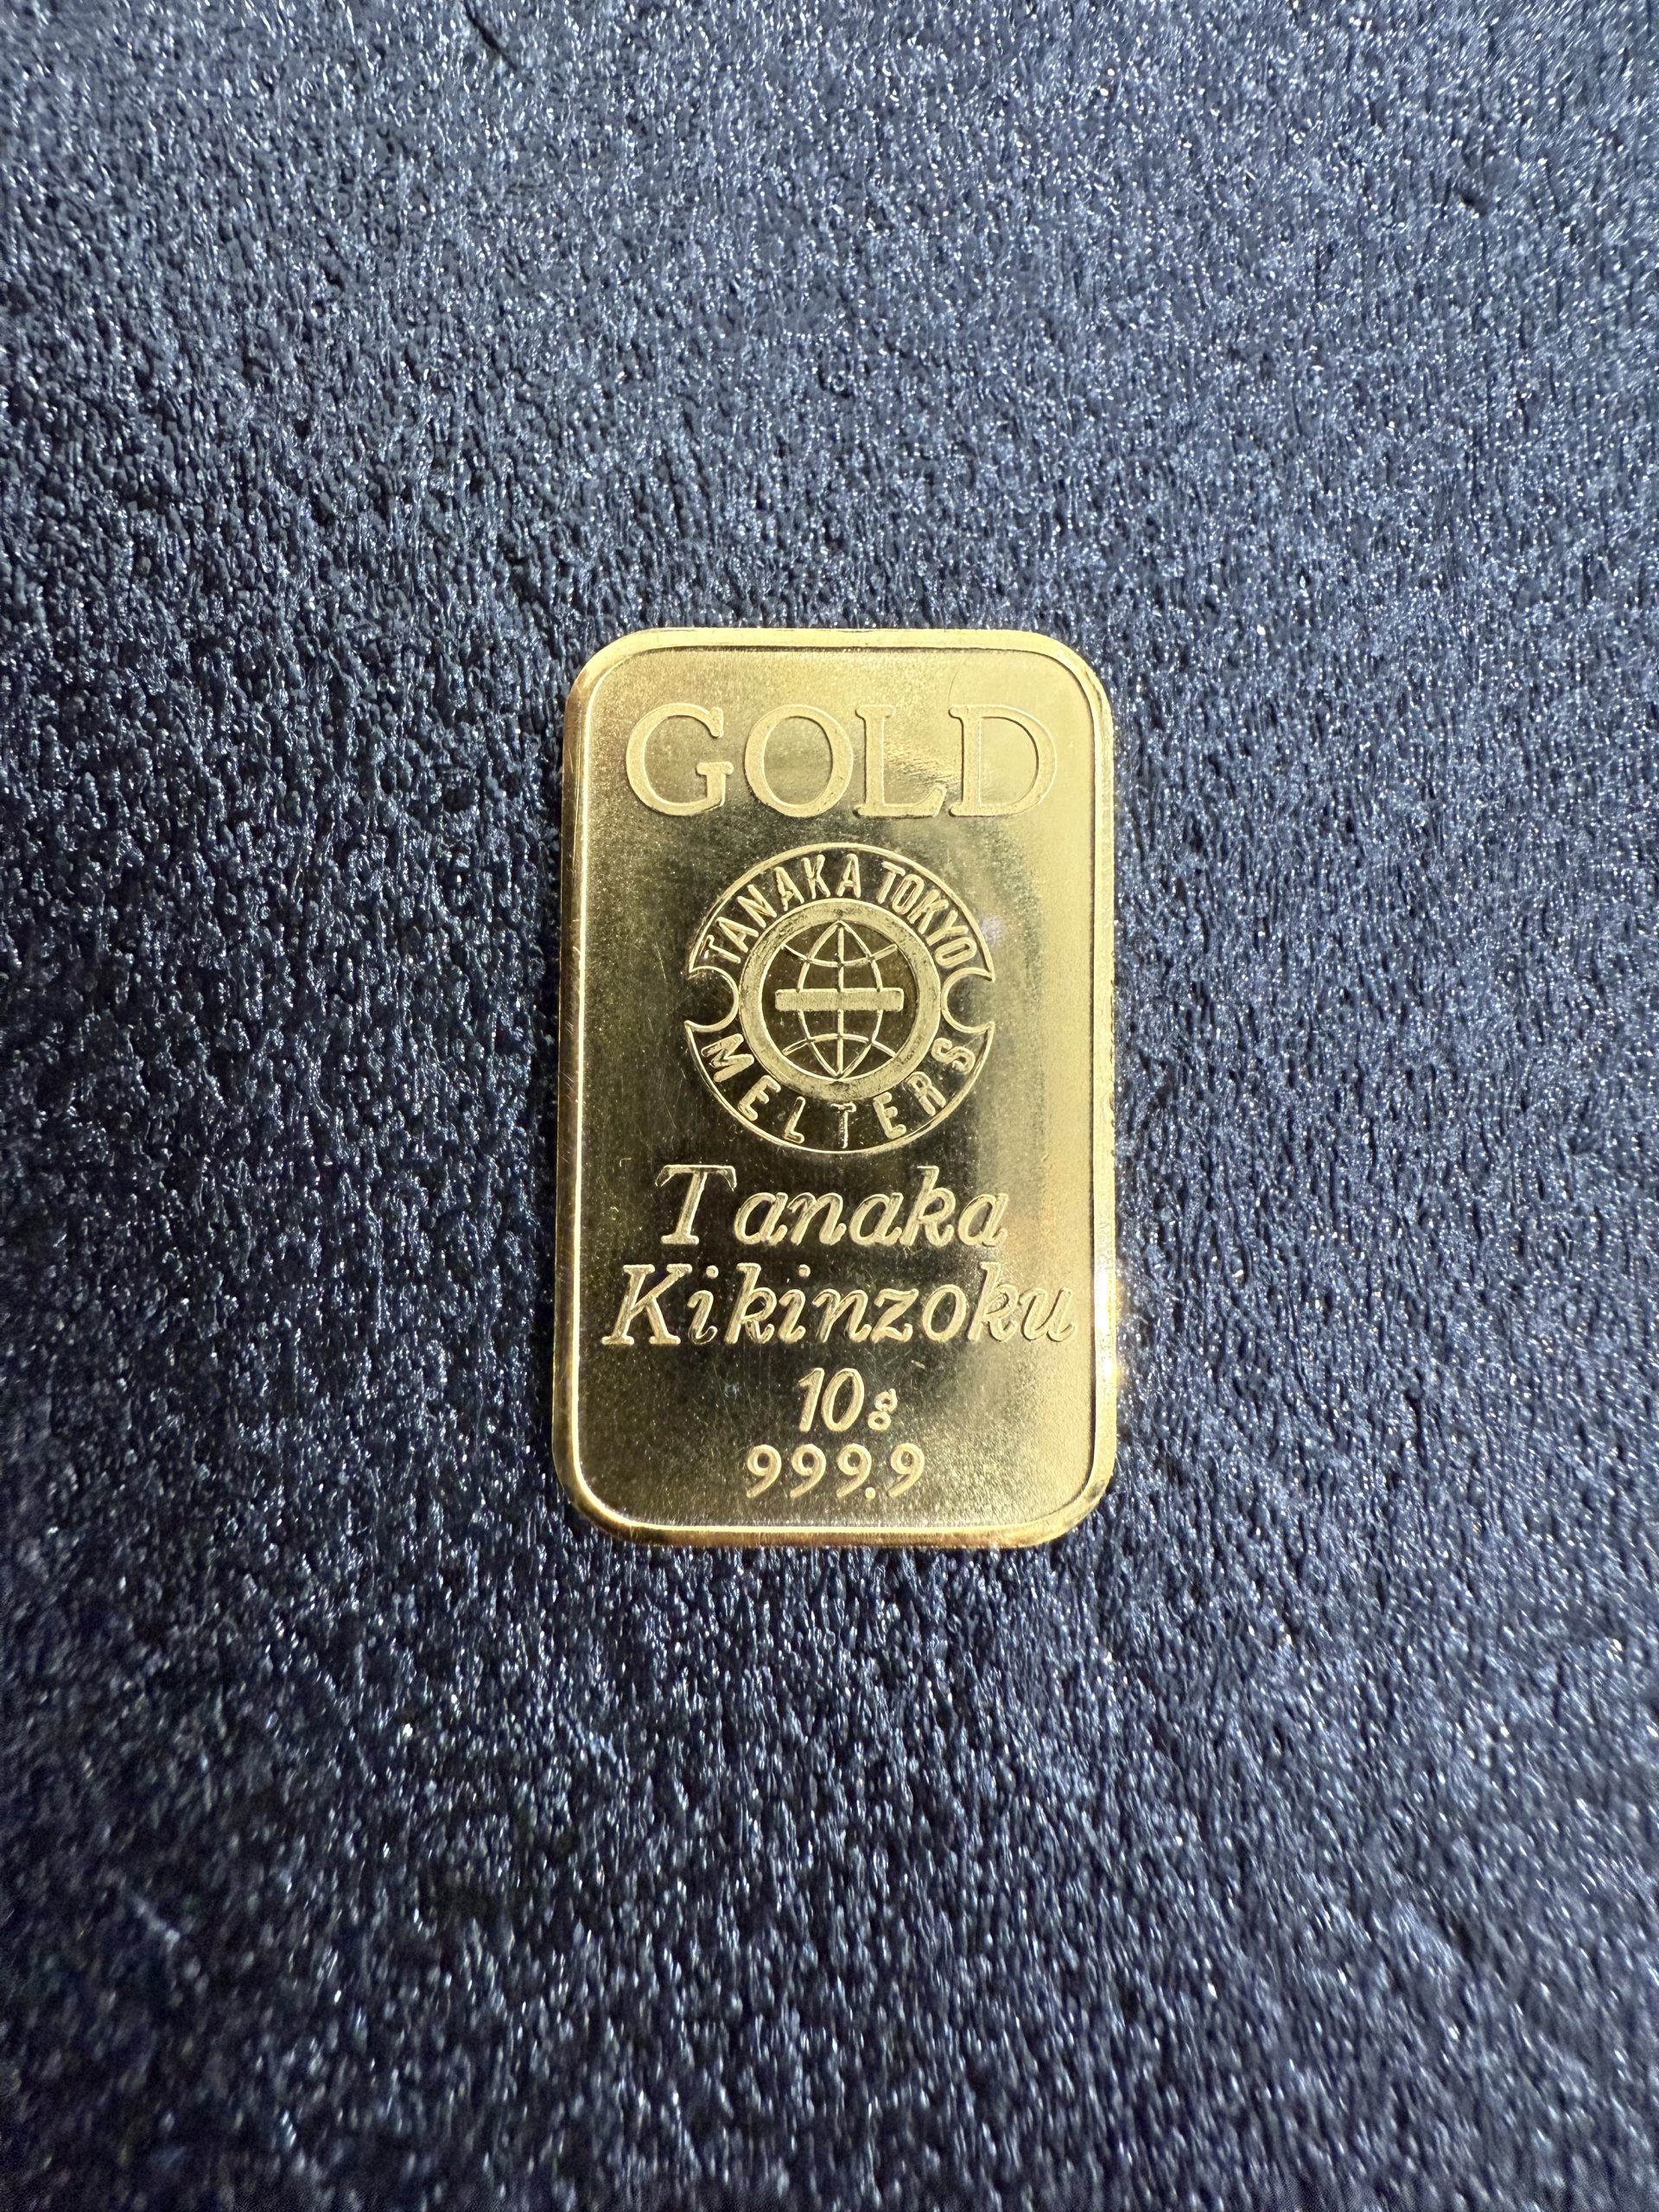 GOLD
TANAKA TOKYO
MELTERS
Tanaka
Kikinzoku
10g
999.9